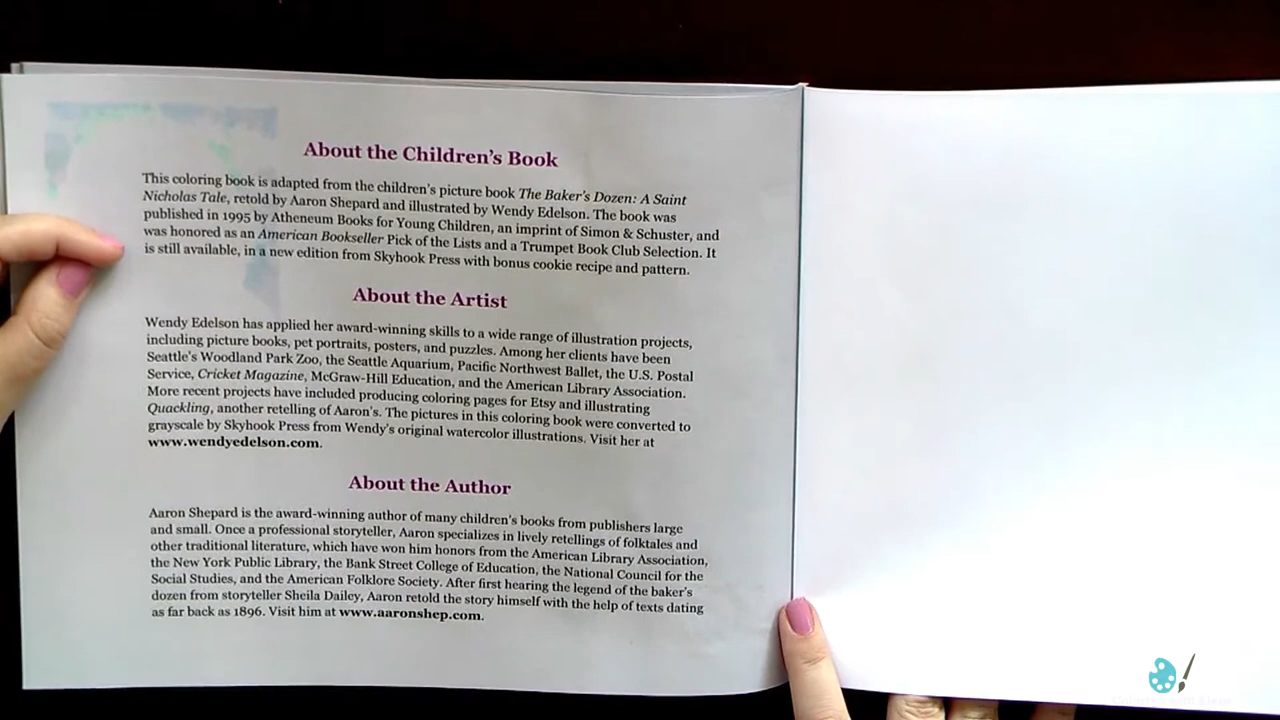 About the Children's Book
This coloring book is adapted from the children's picture book The Baker's Dozen: A Saint
Nicholas Tale, retold by Aaron Shepard and illustrated by Wendy Edelson. The book was
published in 1995 by Atheneum Books for Young Children, an imprint of Simon & Schuster, and
was honored as an American Bookseller Pick of the Lists and a Trumpet Book Club Selection. It
is still available, in a new edition from Skyhook Press with bonus cookie recipe and pattern.
About the Artist
Wendy Edelson has applied her award-winning skills to a wide range of illustration projects,
including picture books, pet portraits, posters, and puzzles. Among her clients have been
Seattle's Woodland Park Zoo, the Seattle Aquarium, Pacific Northwest Ballet, the U.S. Postal
Service, Cricket Magazine, McGraw-Hill Education, and the American Library Association.
More recent projects have included producing coloring pages for Etsy and illustrating
Quackling, another retelling of Aaron's. The pictures in this coloring book were converted to
grayscale by Skyhook Press from Wendy's original watercolor illustrations. Visit her at
www.wendyedelson.com.
About the Author
Aaron Shepard is the award-winning author of many children's books from publishers large
and small. Once a professional storyteller, Aaron specializes in lively retellings of folktales and
other traditional literature, which have won him honors from the American Library Association,
the New York Public Library, the Bank Street College of Education, the National Council for the
Social Studies, and the American Folklore Society. After first hearing the legend of the baker's
dozen from storyteller Sheila Dailey, Aaron retold the story himself with the help of texts dating
as far back as 1896. Visit him at www.aaronshep.com.